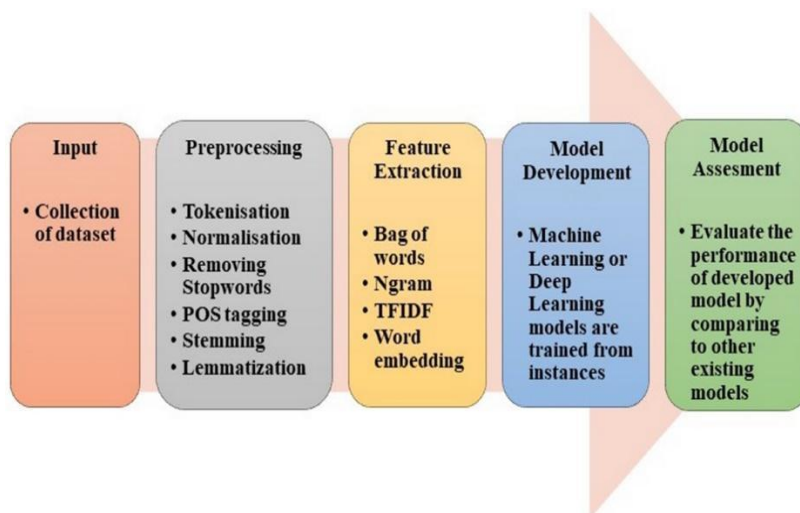 Input
• Collection
of dataset
Preprocessing
• Tokenisation
• Normalisation
• Removing
Stopwords
• POS tagging
• Stemming
• Lemmatization
Feature
Extraction
• Bag of
words
• Ngram
• TFIDF
• Word
embedding
Model
Development
• Machine
Learning or
Deep
Learning
models are
trained from
instances
Model
Assesment
• Evaluate the
performance
of developed
model by
comparing
to other
existing
models